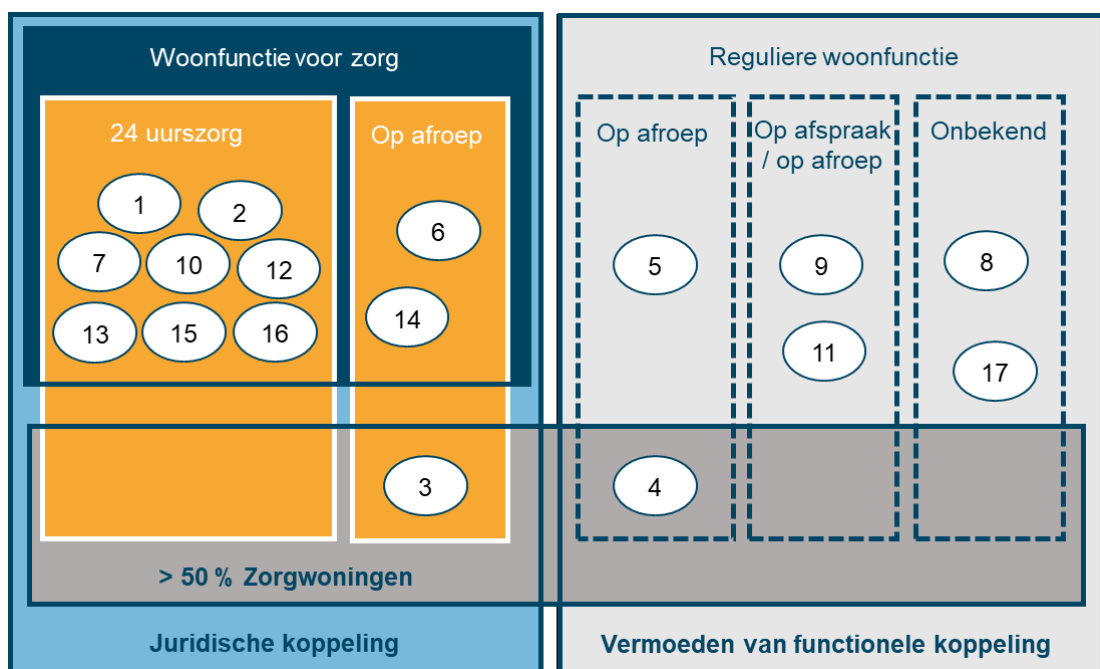 Woonfunctie voor zorg
24 uurszorg
Op afroep
1
2
6
7
10
12
14
13
15
16
3
> 50 % Zorgwoningen
Juridische koppeling
Reguliere woonfunctie
Op afroep
Op afspraak
/ op afroep
Onbekend
5
9
8
11
17
4
Vermoeden van functionele koppeling